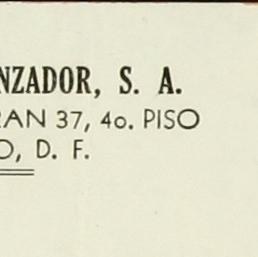 NZADOR, S. A.
RAN 37, 4o. PISO
O, D. F.